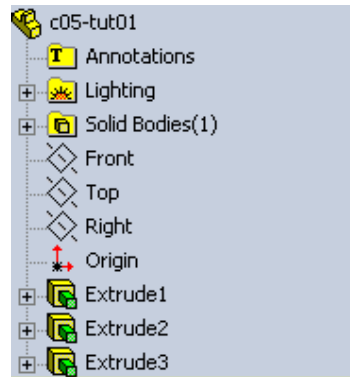 c05-tut01
T Annotations
Lighting
Solid Bodies(1)
Front
Top
Right
Origin
Extrude1
Extrude2
Extrude3